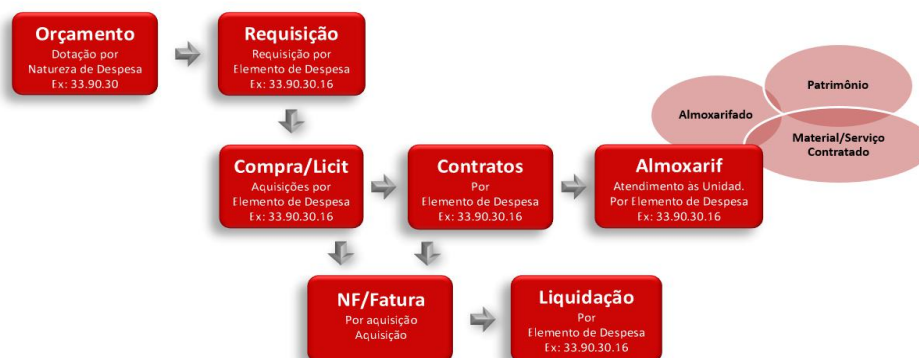 Orçamento
Dotação por
Natureza de Despesa
Ex: 33.90.30
Requisição
Requisição por
Elemento de Despesa
Ex: 33.90.30.16
Patrimônio
Almoxarifado
Material/Serviço
Contratado
Compra/Licit
Aquisições por
Elemento de Despesa
Ex: 33.90.30.16
Contratos
Por
Elemento de Despesa
Ex: 33.90.30.16
Almoxarif
Atendimento às Unidad.
Por Elemento de Despesa
Ex: 33.90.30.16
NF/Fatura
Por aquisição
Aquisição
Liquidação
Por
Elemento de Despesa
Ex: 33.90.30.16